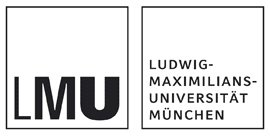 LMU
LUDWIG-
MAXIMILIANS-
UNIVERSITÄT
MÜNCHEN